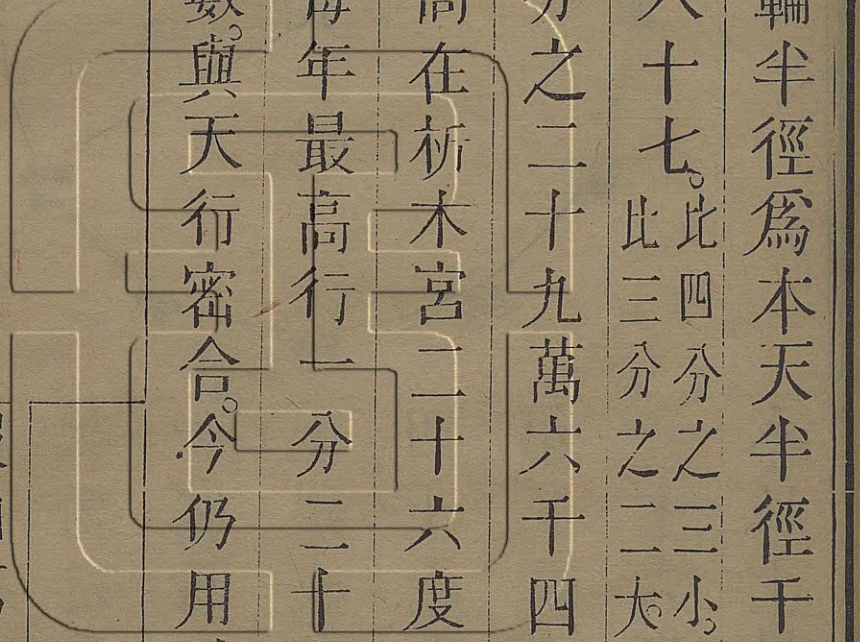 輪半徑爲本天半徑千
八十七。比四分之三小。
比三分之二大。
分之二十九萬六千四
高在析木宮二十六度
每年最高行一分二十
數。與天行密合。今仍用